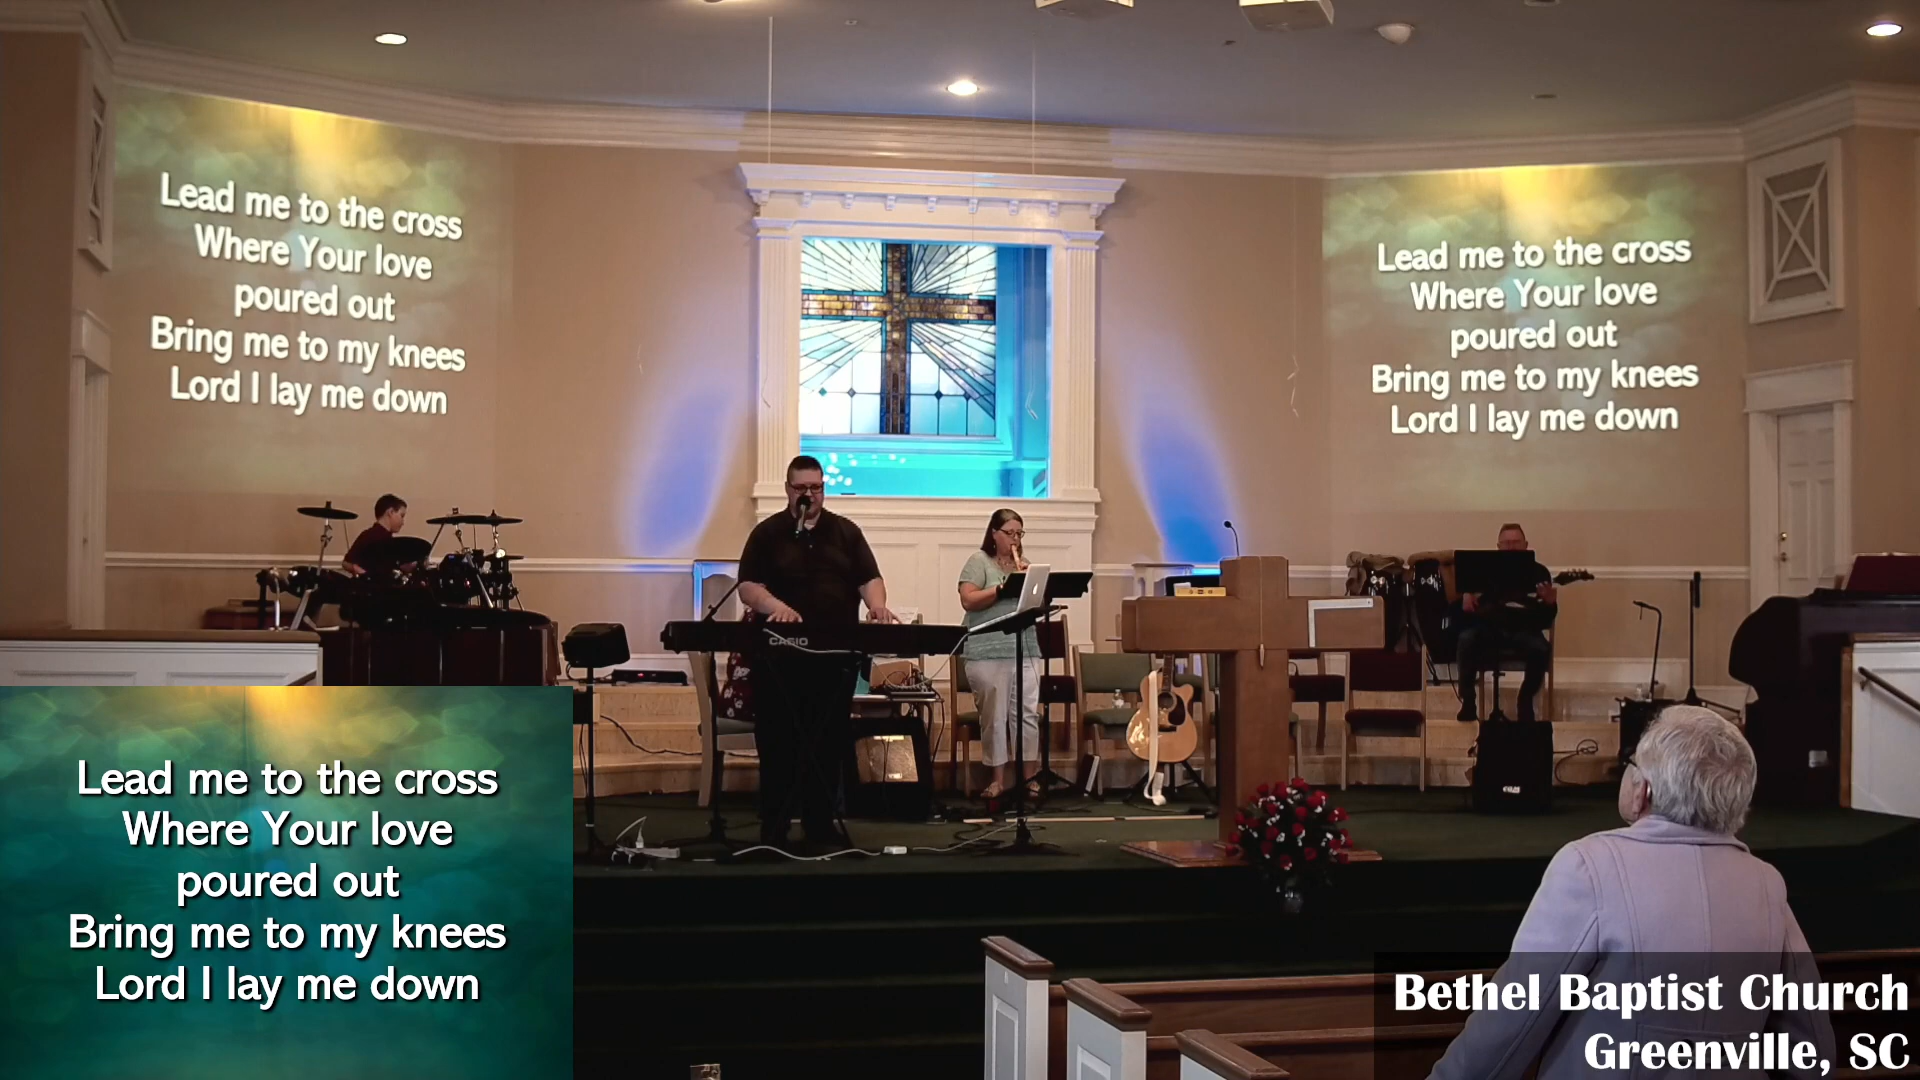 Lead me to the cross
Where Your love
poured out
Bring me to my knees
Lord I lay me down
Lead me to the cross
Where Your love
poured out
Bring me to my knees
Lord I lay me down
CASIO
Lead me to the cross
Where Your love
poured out
Bring me to my knees
Lord I lay me down
Bethel Baptist Church
Greenville, SC